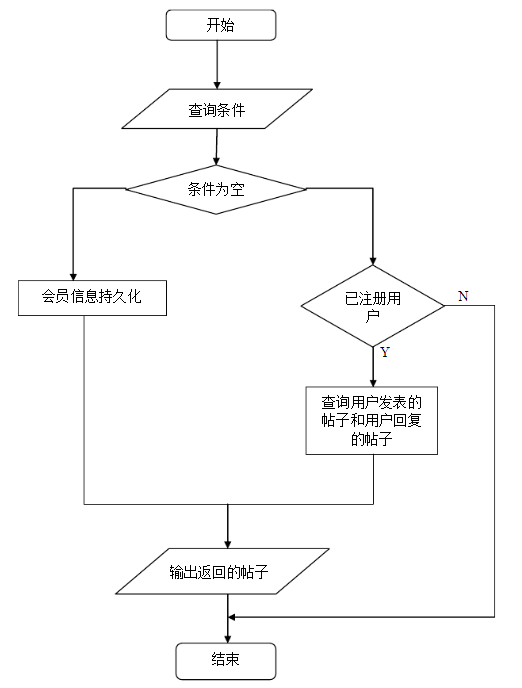 开始
查询条件
条件为空
会员信息持久化
已注册用
户
N
Y
查询用户发表的
帖子和用户回复
的帖子
输出返回的帖子
结束